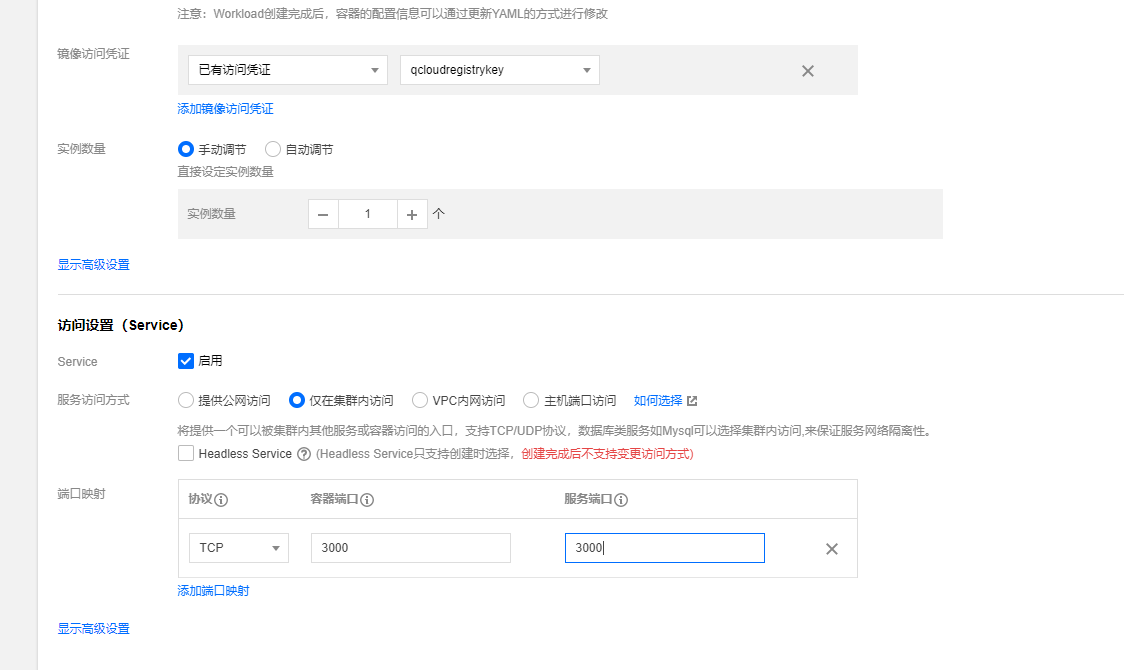 注意：Workload创建完成后，容器的配置信息可以通过更新YAML的方式进行修改
镜像访问凭证
已有访问凭证 qcloudregistrykey
添加镜像访问凭证
实例数量 手动调节 自动调节
直接设定实例数量
实例数量 1 个
显示高级设置
访问设置（Service）
Service 启用
服务访问方式 提供公网访问 仅在集群内访问 VPC内网访问 主机端口访问 如何选择
将提供一个可以被集群内其他服务或容器访问的入口，支持TCP/UDP协议，数据库类服务如Mysql可以选择集群内访问,来保证服务网络隔离性。
Headless Service (Headless Service只支持创建时选择，创建完成后不支持变更访问方式)
端口映射 协议 容器端口 服务端口
TCP 3000 3000
添加端口映射
显示高级设置